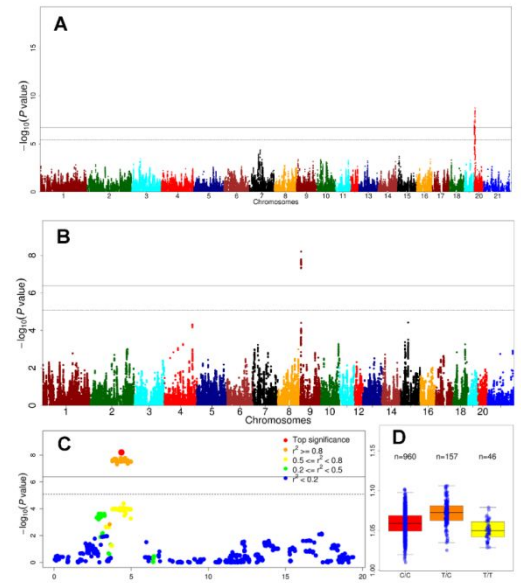 A
−log10(P value)
0 5 10 15
1 2 3 4 5 6 7 8 9 10 11 13 14 15 16 17 18 20 21
Chromosomes
B
−log10(P value)
0 2 4 6 8
1 2 3 4 5 6 7 8 9 10 12 14 16 18 20
Chromosomes
C
−log10(P value)
0 2 4 6 8
0 5 10 15 20
Top significance
r² >= 0.8
0.5 <= r² < 0.8
0.2 <= r² < 0.5
r² < 0.2
D
n=960 n=157 n=46
1.00 1.05 1.10 1.15
C/C T/C T/T